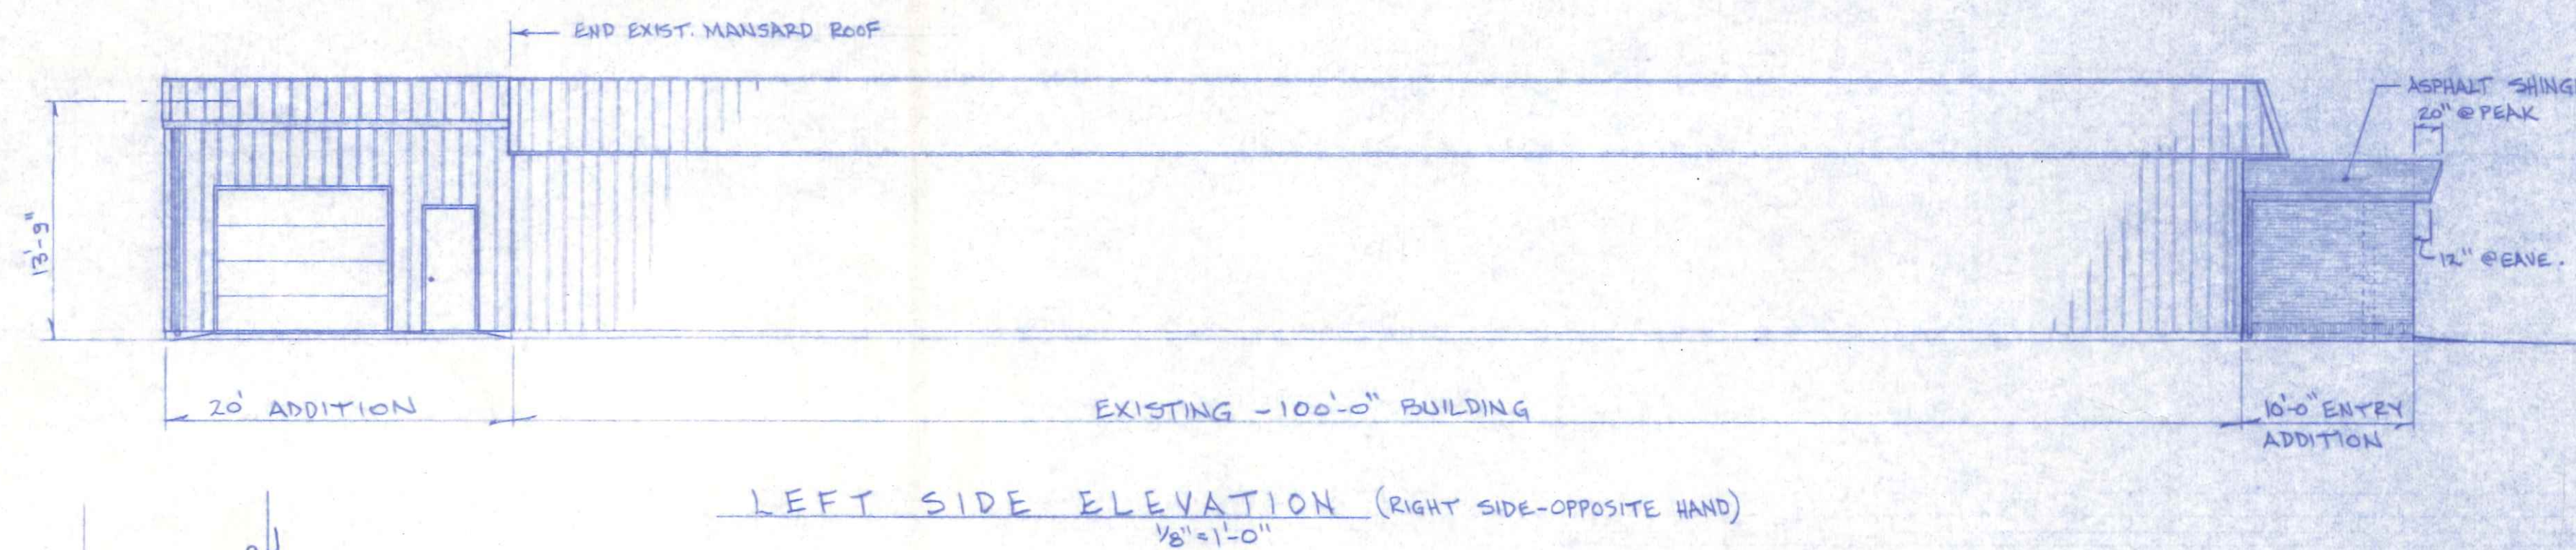 END EXIST. MANSARD ROOF
ASPHALT SHING
20" @ PEAK
13'-9"
12" @ EAVE.
20' ADDITION
EXISTING - 100'-0" BUILDING
10'-0" ENTRY
ADDITION
LEFT SIDE ELEVATION (RIGHT SIDE-OPPOSITE HAND)
1/8"=1'-0"